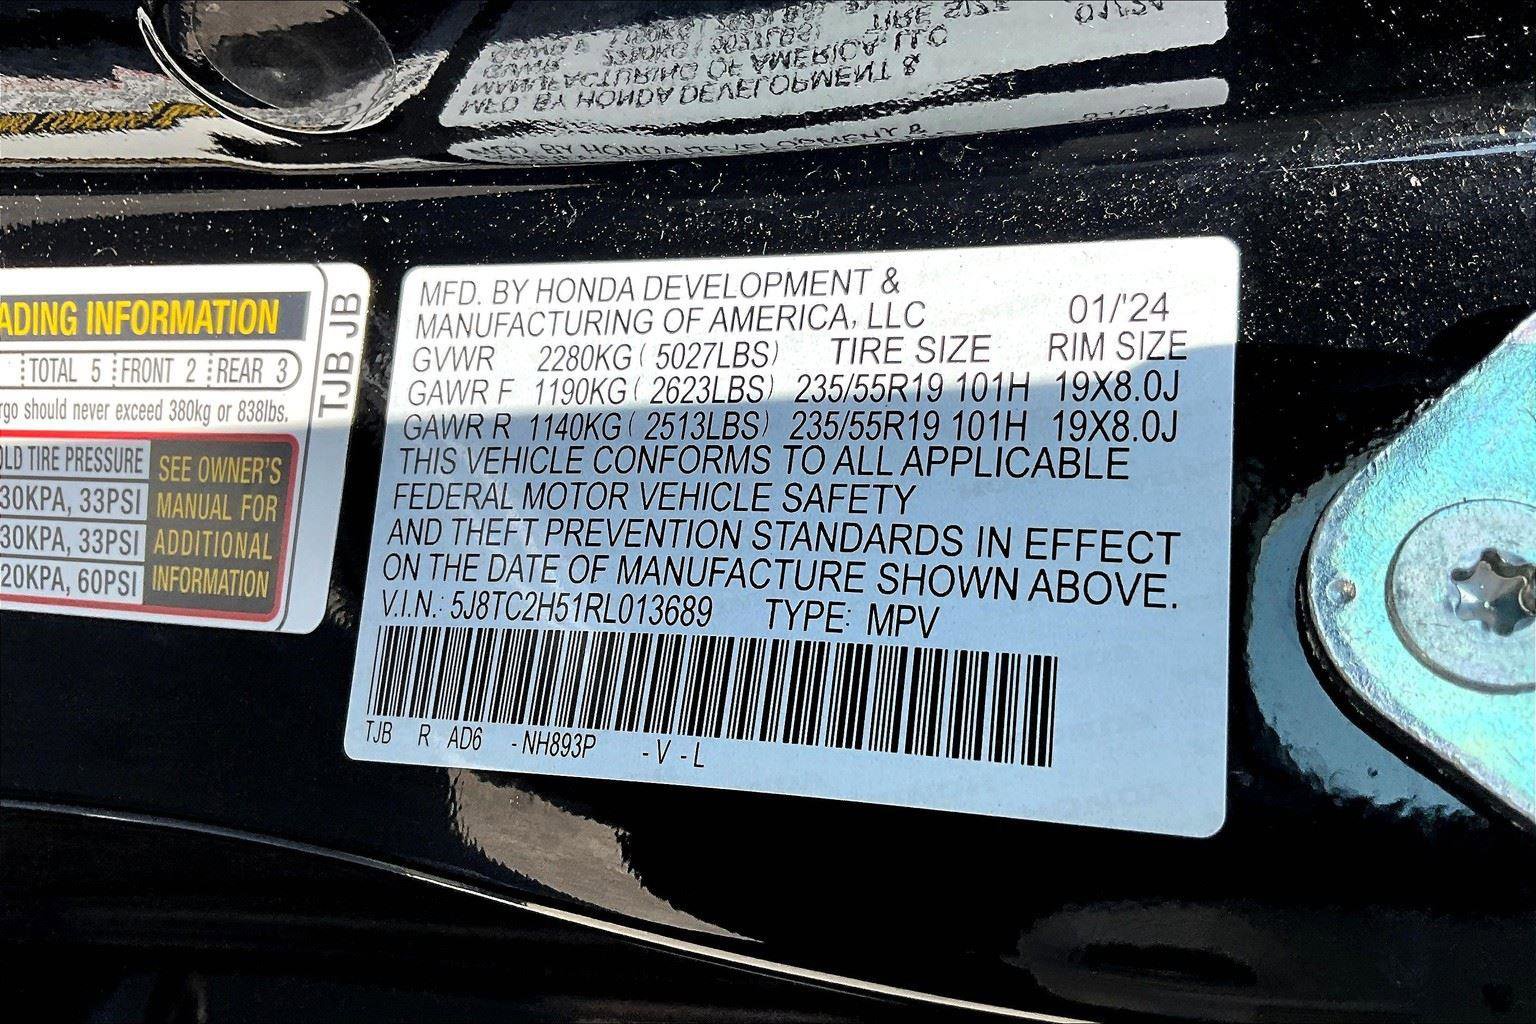 ADING INFORMATION
TOTAL 5 FRONT 2 REAR 3
rgo should never exceed 380kg or 838lbs.
OLD TIRE PRESSURE
30KPA, 33PSI
30KPA, 33PSI
20KPA, 60PSI
SEE OWNER'S
MANUAL FOR
ADDITIONAL
INFORMATION
TJB JB
MFD. BY HONDA DEVELOPMENT &
MANUFACTURING OF AMERICA, LLC 01/'24
GVWR 2280KG ( 5027LBS) TIRE SIZE RIM SIZE
GAWR F 1190KG ( 2623LBS) 235/55R19 101H 19X8.0J
GAWR R 1140KG ( 2513LBS) 235/55R19 101H 19X8.0J
THIS VEHICLE CONFORMS TO ALL APPLICABLE
FEDERAL MOTOR VEHICLE SAFETY
AND THEFT PREVENTION STANDARDS IN EFFECT
ON THE DATE OF MANUFACTURE SHOWN ABOVE.
V.I.N.: 5J8TC2H51RL013689 TYPE: MPV
TJB R AD6 -NH893P -V -L